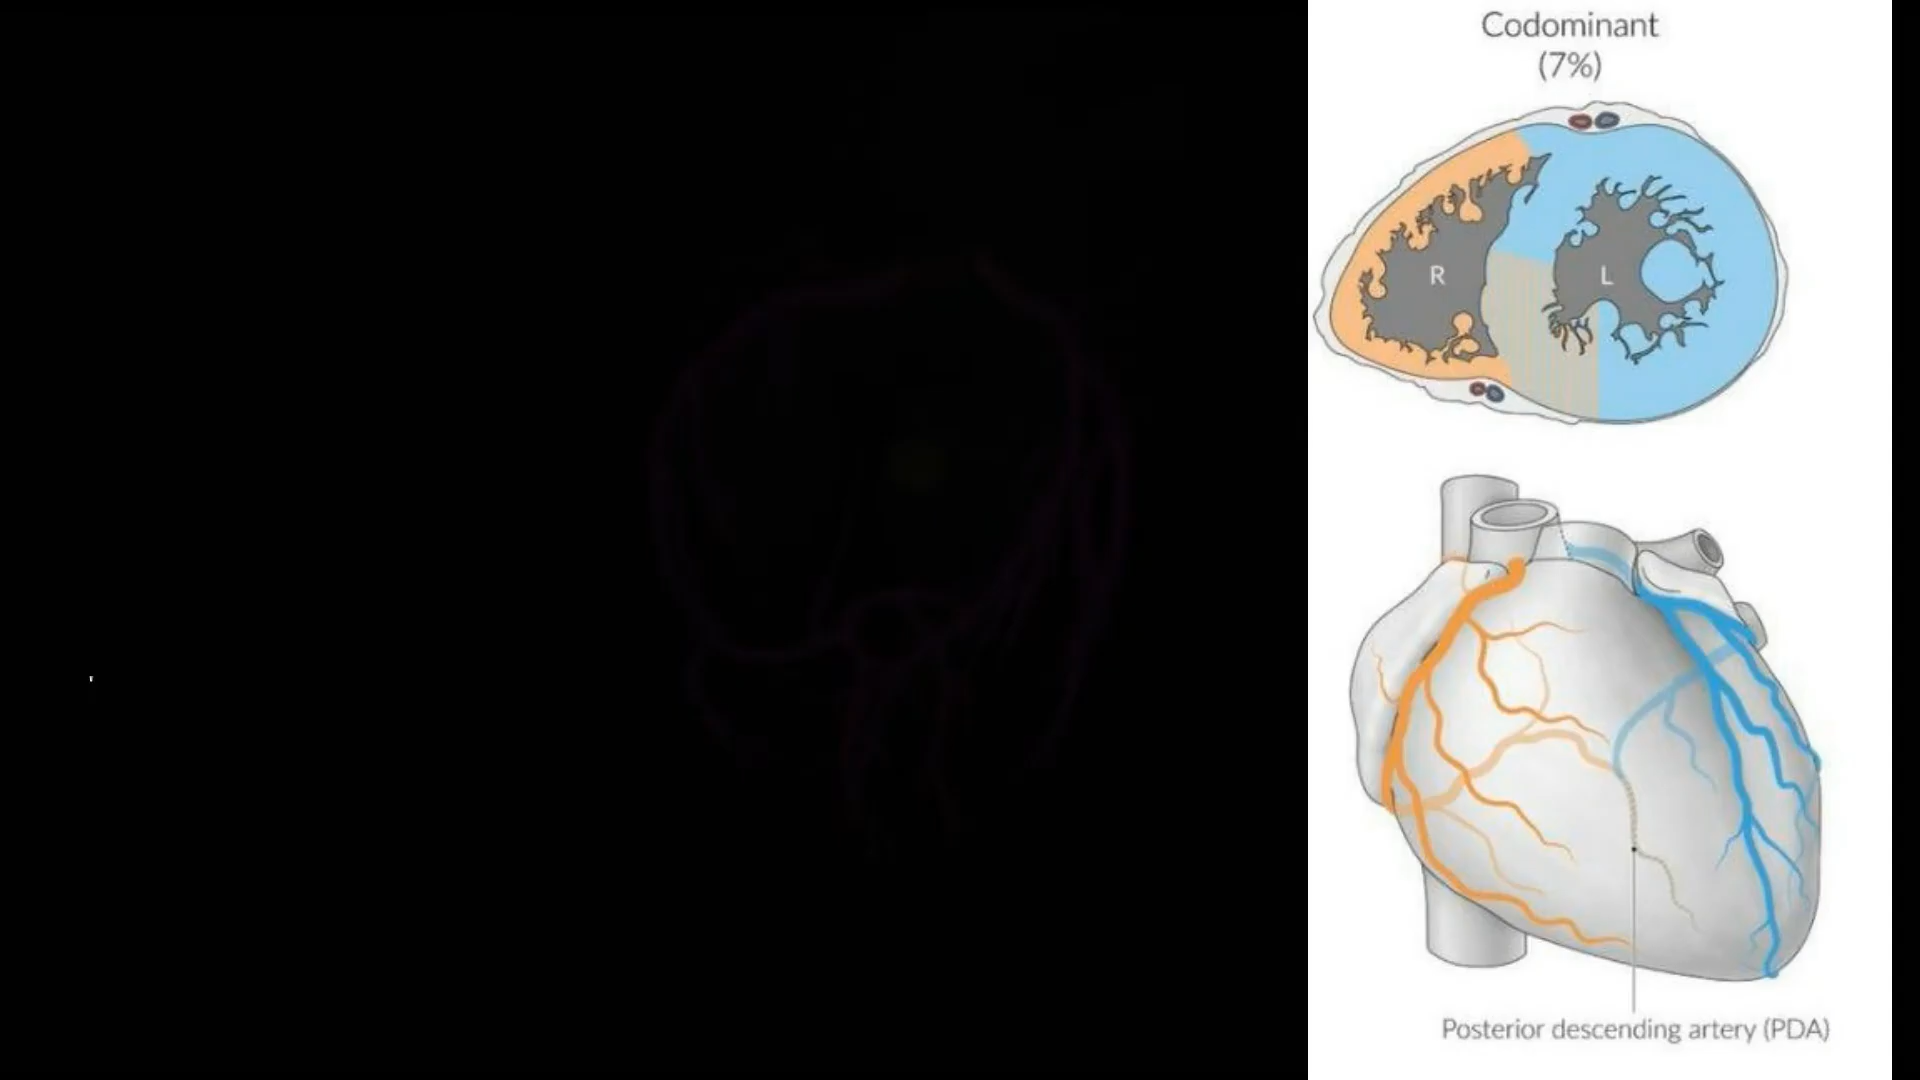 Codominant
(7%)
R
L
Posterior descending artery (PDA)